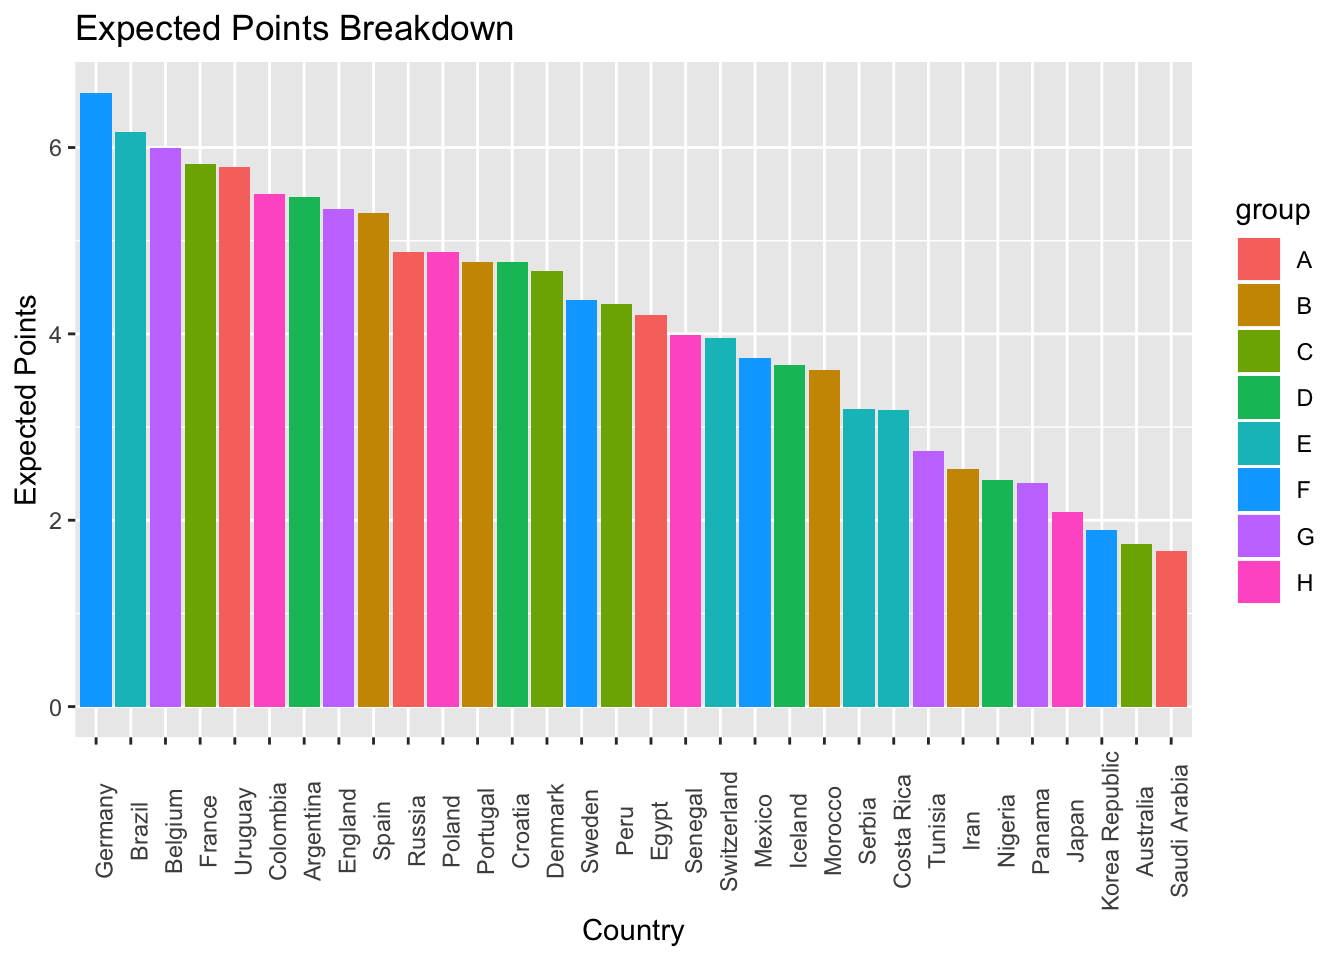 Expected Points Breakdown
Expected Points
6
4
2
0
Germany
Brazil
Belgium
France
Uruguay
Colombia
Argentina
England
Spain
Russia
Poland
Portugal
Croatia
Denmark
Sweden
Peru
Egypt
Senegal
Switzerland
Mexico
Iceland
Morocco
Serbia
Costa Rica
Tunisia
Iran
Nigeria
Panama
Japan
Korea Republic
Australia
Saudi Arabia
Country
group
A
B
C
D
E
F
G
H